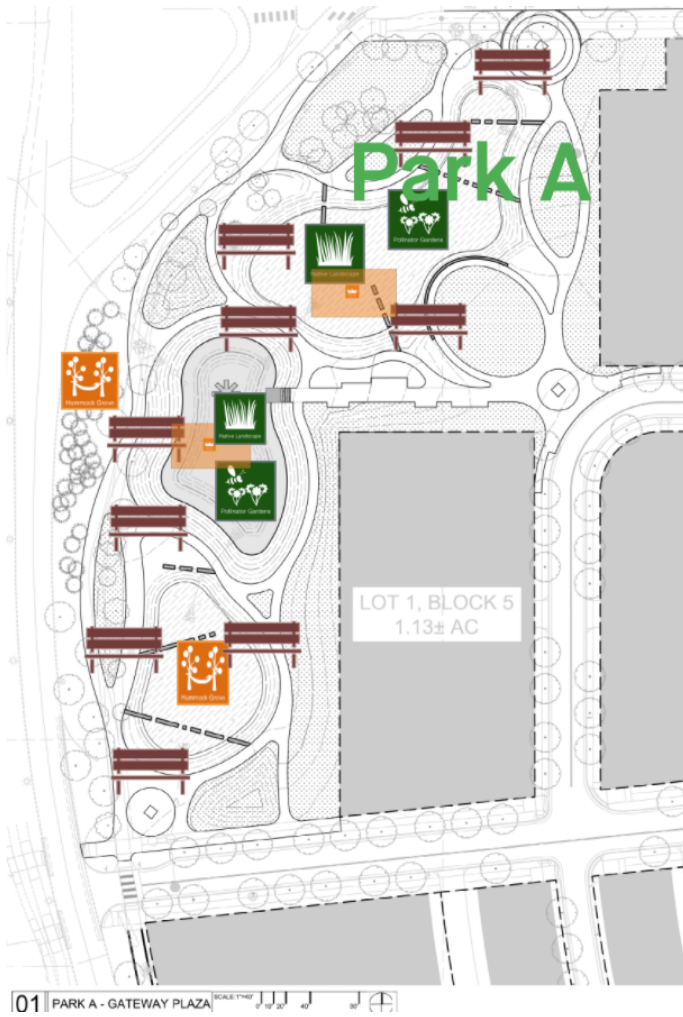 Park A
Pollinator Gardens
Native Landscape
Hammock Grove
Native Landscape
Pollinator Gardens
LOT 1, BLOCK 5
1.13± AC
Hammock Grove
01 PARK A - GATEWAY PLAZA SCALE: 1"=40' 0' 10' 20' 40' 80'